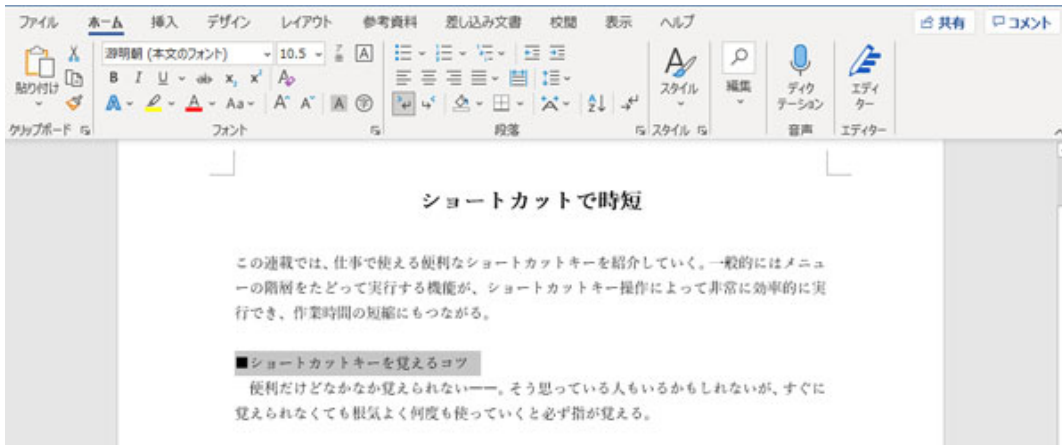 ファイル ホーム 挿入 デザイン レイアウト 参考資料 差し込み文書 校閲 表示 ヘルプ 共有 コメント
游明朝 (本文のフォント) 10.5
貼り付け スタイル 編集 ディクテーション エディター
B I U ab x₂ x² A
A A Aa A A A 字
クリップボード フォント 段落 スタイル 音声 エディター
ショートカットで時短
この連載では、仕事で使える便利なショートカットキーを紹介していく。一般的にはメニュ
ーの階層をたどって実行する機能が、ショートカットキー操作によって非常に効率的に実
行でき、作業時間の短縮にもつながる。
■ショートカットキーを覚えるコツ
便利だけどなかなか覚えられないーー。そう思っている人もいるかもしれないが、すぐに
覚えられなくても根気よく何度も使っていくと必ず指が覚える。